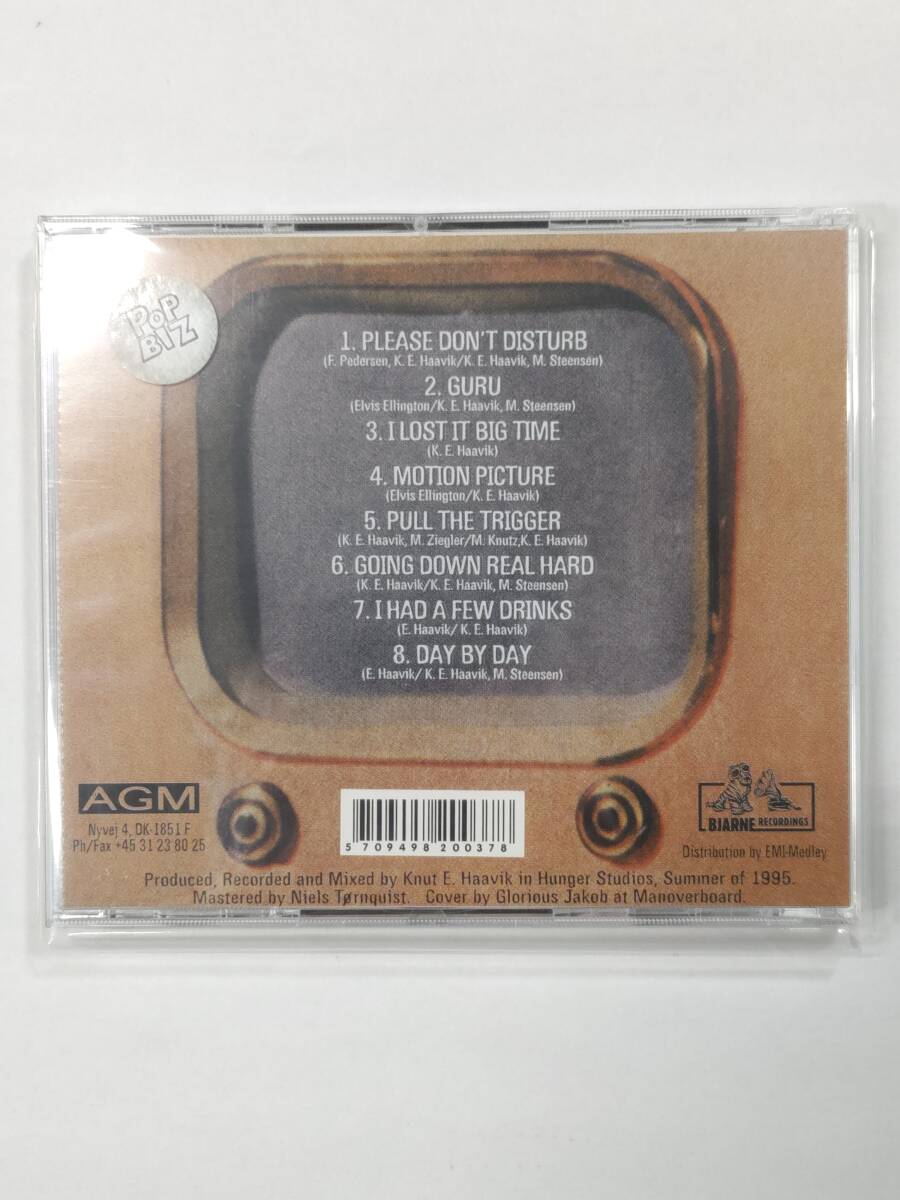 POP
BIZ
1. PLEASE DON'T DISTURB
(F. Pedersen, K. E. Haavik/K. E. Haavik, M. Steensen)
2. GURU
(Elvis Ellington/K. E. Haavik, M. Steensen)
3. I LOST IT BIG TIME
(K. E. Haavik)
4. MOTION PICTURE
(Elvis Ellington/K. E. Haavik)
5. PULL THE TRIGGER
(K. E. Haavik, M. Ziegler/M. Knutz,K. E. Haavik)
6. GOING DOWN REAL HARD
(K. E. Haavik/K. E. Haavik, M. Steensen)
7. I HAD A FEW DRINKS
(E. Haavik/ K. E. Haavik)
8. DAY BY DAY
(E. Haavik/ K. E. Haavik, M. Steensen)
AGM
Nyvej 4, DK-1851 F
Ph/Fax +45 31 23 80 25
5 709498 200378
BJARNE RECORDINGS
Distribution by EMI-Medley
Produced, Recorded and Mixed by Knut E. Haavik in Hunger Studios, Summer of 1995.
Mastered by Niels Tørnquist. Cover by Glorious Jakob at Manoverboard.